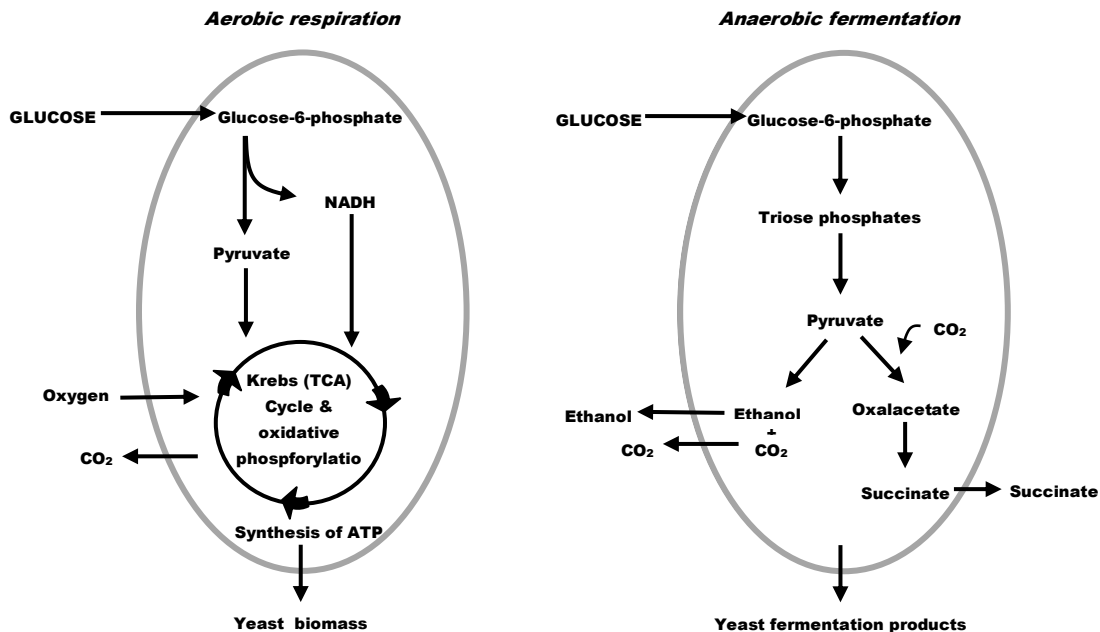 Aerobic respiration
GLUCOSE
Glucose-6-phosphate
NADH
Pyruvate
Krebs (TCA)
Cycle &
oxidative
phospforylatio
Oxygen
CO₂
Synthesis of ATP
Yeast biomass
Anaerobic fermentation
GLUCOSE
Glucose-6-phosphate
Triose phosphates
Pyruvate
CO₂
Ethanol
Ethanol
+
CO₂
CO₂
Oxalacetate
Succinate
Succinate
Yeast fermentation products